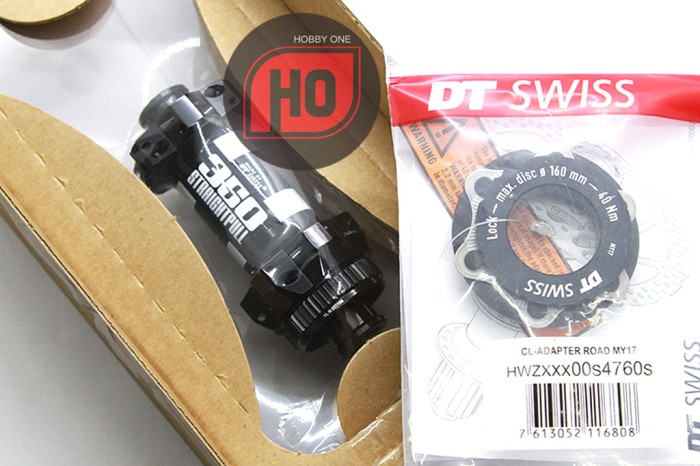 HOBBY ONE
HO
350
STRAIGHTPULL
DT SWISS
WARNING
Lock — max. disc ø 160 mm — 40 Nm
DT SWISS
CL-ADAPTER ROAD MY17
HWZXXX00S4760S
7 613052 116808
DT SWISS